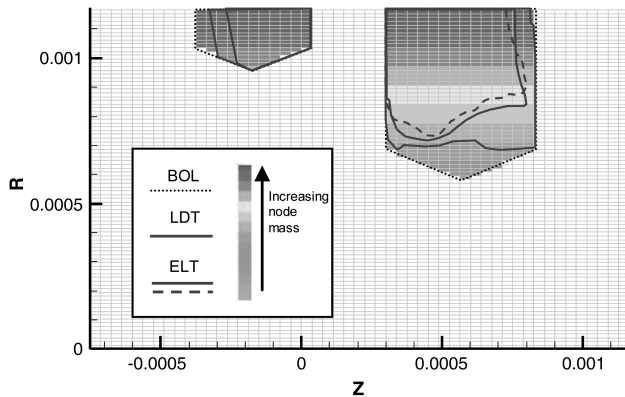 0.001
R
0.0005
0
BOL
LDT
ELT
Increasing
node
mass
-0.0005
0
0.0005
0.001
Z